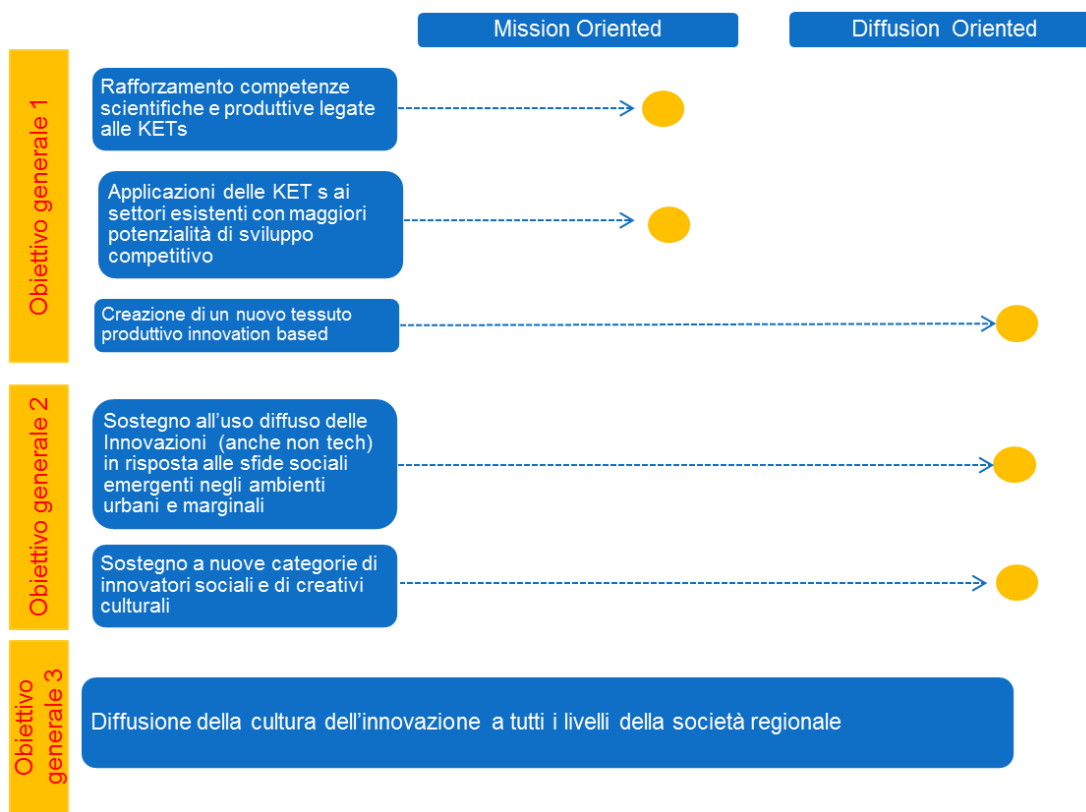 Mission Oriented
Diffusion Oriented
Obiettivo generale 1
Rafforzamento competenze
scientifiche e produttive legate
alle KETs
Applicazioni delle KET s ai
settori esistenti con maggiori
potenzialità di sviluppo
competitivo
Creazione di un nuovo tessuto
produttivo innovation based
Obiettivo generale 2
Sostegno all'uso diffuso delle
Innovazioni (anche non tech)
in risposta alle sfide sociali
emergenti negli ambienti
urbani e marginali
Sostegno a nuove categorie di
innovatori sociali e di creativi
culturali
Obiettivo
generale 3
Diffusione della cultura dell'innovazione a tutti i livelli della società regionale